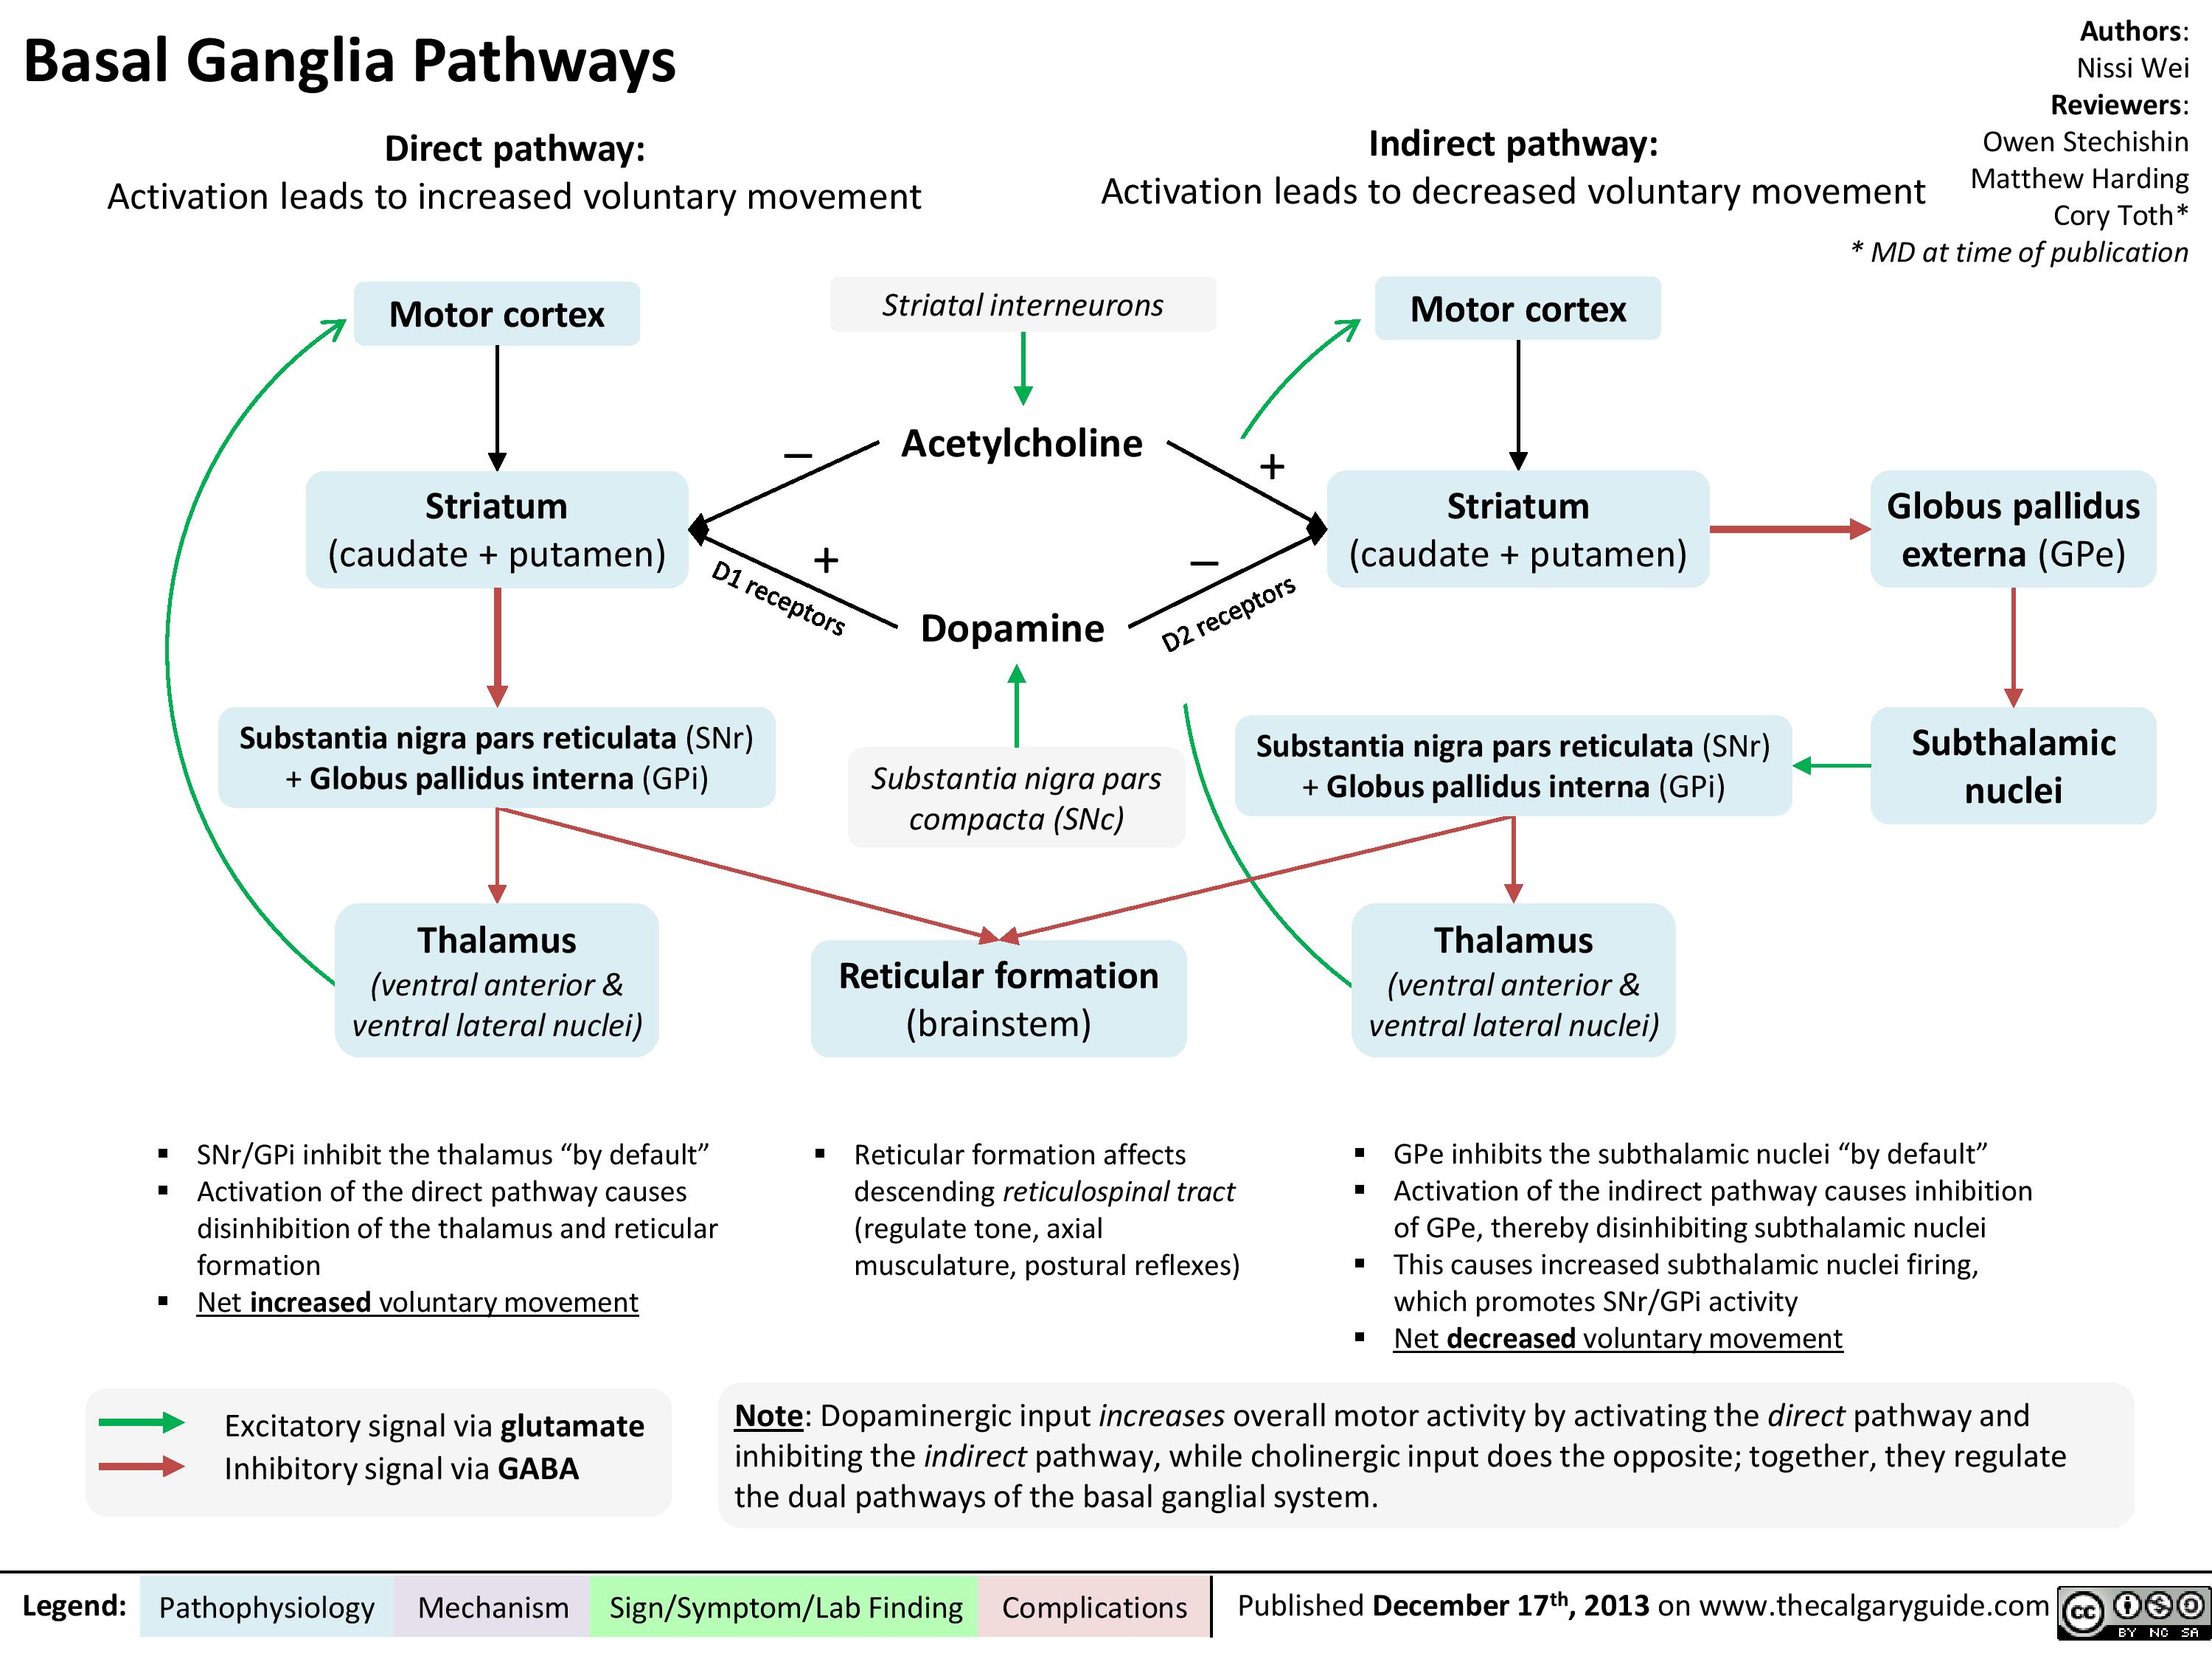 Basal Ganglia Pathways
Authors:
Nissi Wei
Reviewers:
Owen Stechishin
Matthew Harding
Cory Toth*
* MD at time of publication
Direct pathway:
Activation leads to increased voluntary movement
Indirect pathway:
Activation leads to decreased voluntary movement
Motor cortex
Striatal interneurons
Motor cortex
Acetylcholine
–
+
Striatum
(caudate + putamen)
Striatum
(caudate + putamen)
Globus pallidus
externa (GPe)
+
–
D1 receptors
Dopamine
D2 receptors
Substantia nigra pars reticulata (SNr)
+ Globus pallidus interna (GPi)
Substantia nigra pars
compacta (SNc)
Substantia nigra pars reticulata (SNr)
+ Globus pallidus interna (GPi)
Subthalamic
nuclei
Thalamus
(ventral anterior &
ventral lateral nuclei)
Reticular formation
(brainstem)
Thalamus
(ventral anterior &
ventral lateral nuclei)
▪ SNr/GPi inhibit the thalamus “by default”
▪ Activation of the direct pathway causes
disinhibition of the thalamus and reticular
formation
▪ Net increased voluntary movement
▪ Reticular formation affects
descending reticulospinal tract
(regulate tone, axial
musculature, postural reflexes)
▪ GPe inhibits the subthalamic nuclei “by default”
▪ Activation of the indirect pathway causes inhibition
of GPe, thereby disinhibiting subthalamic nuclei
▪ This causes increased subthalamic nuclei firing,
which promotes SNr/GPi activity
▪ Net decreased voluntary movement
Excitatory signal via glutamate
Inhibitory signal via GABA
Note: Dopaminergic input increases overall motor activity by activating the direct pathway and
inhibiting the indirect pathway, while cholinergic input does the opposite; together, they regulate
the dual pathways of the basal ganglial system.
Legend: Pathophysiology Mechanism Sign/Symptom/Lab Finding Complications
Published December 17th, 2013 on www.thecalgaryguide.com
cc BY NC SA